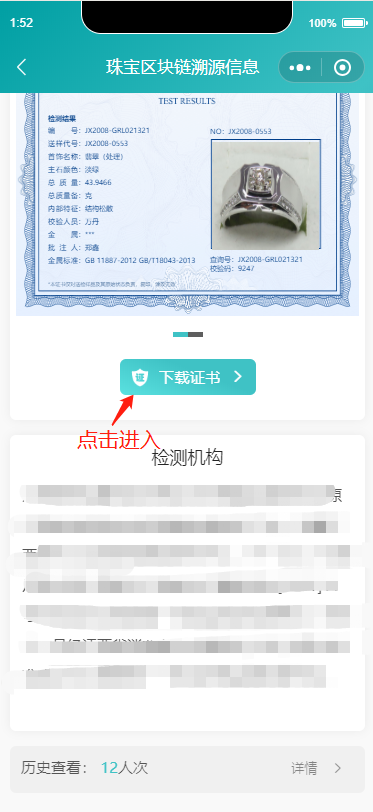 1:52
100%
珠宝区块链溯源信息
TEST RESULTS
检测结果
编 号：JX2008-GRL021321
送样代号：JX2008-0553
首饰名称：翡翠（处理）
主石颜色：淡绿
总 质 量：43.9466
总质量备：克
内部特征：结构松散
校验人员：万丹
金 属：***
批 注 人：郑鑫
金属标准：GB 11887-2012 GB/T18043-2013
NO：JX2008-0553
查询号：JX2008-GRL021321
校验码：9247
下载证书
点击进入
检测机构
历史查看： 12人次
详情